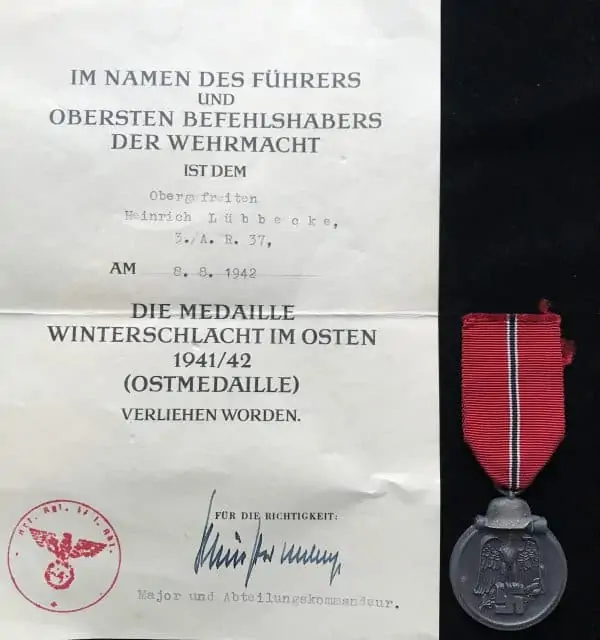 IM NAMEN DES FÜHRERS
UND
OBERSTEN BEFEHLSHABERS
DER WEHRMACHT
IST DEM
Obergefreiten
Heinrich Lübbecke,
3./A. R. 37,
AM 8. 8. 1942
DIE MEDAILLE
WINTERSCHLACHT IM OSTEN
1941/42
(OSTMEDAILLE)
VERLIEHEN WORDEN.
FÜR DIE RICHTIGKEIT:
Major und Abteilungskommandeur.